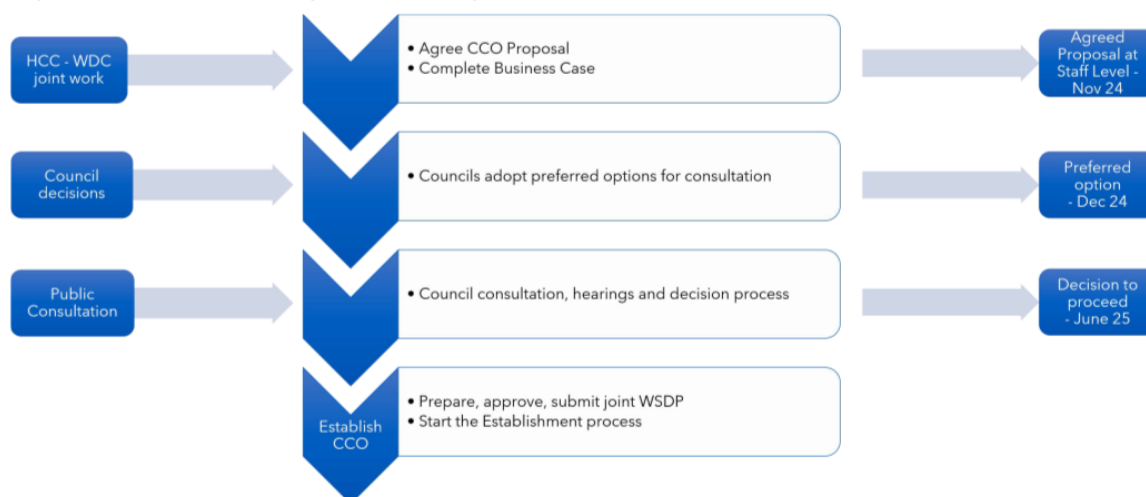 HCC - WDC
joint work
• Agree CCO Proposal
• Complete Business Case
Agreed
Proposal at
Staff Level -
Nov 24
Council
decisions
• Councils adopt preferred options for consultation
Preferred
option
- Dec 24
Public
Consultation
• Council consultation, hearings and decision process
Decision to
proceed
- June 25
Establish
CCO
• Prepare, approve, submit joint WSDP
• Start the Establishment process